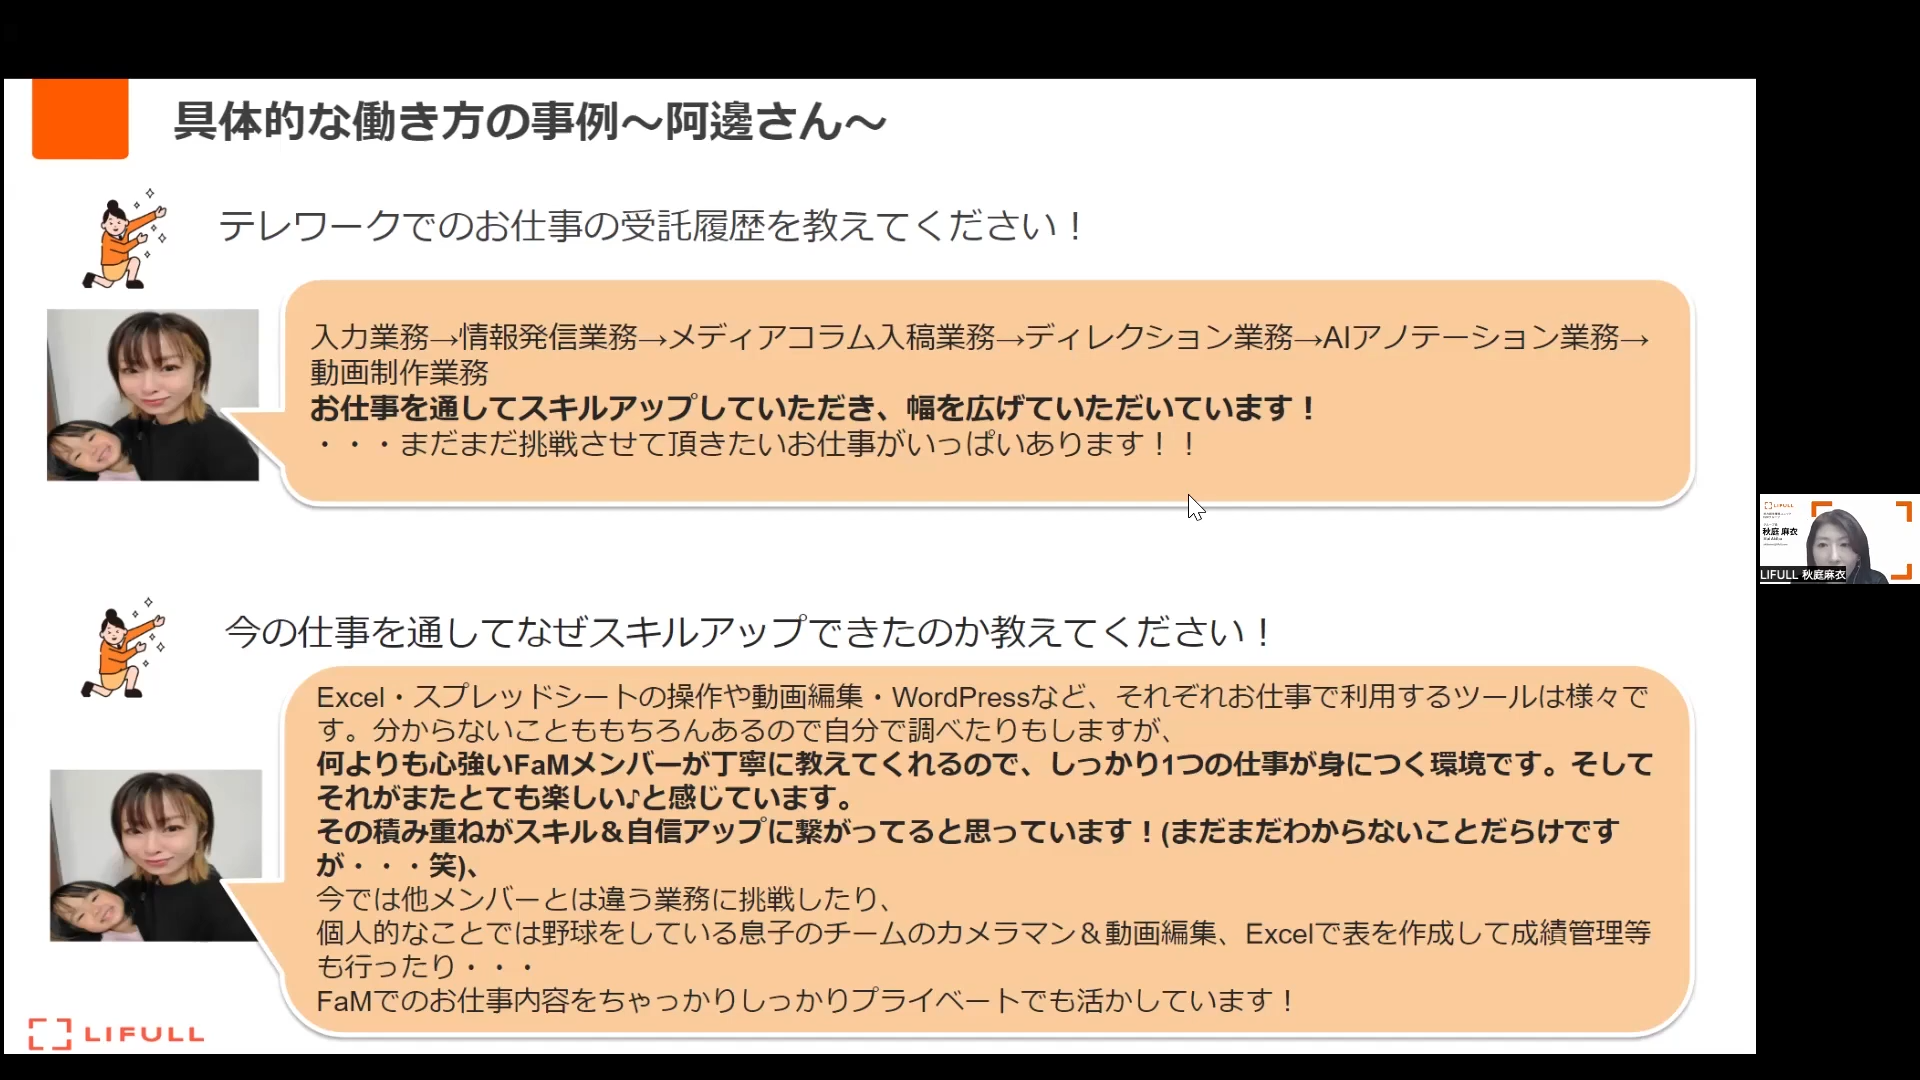 具体的な働き方の事例～阿邊さん～
テレワークでのお仕事の受託履歴を教えてください！
入力業務→情報発信業務→メディアコラム入稿業務→ディレクション業務→AIアノテーション業務→
動画制作業務
お仕事を通してスキルアップしていただき、幅を広げていただいています！
・・・まだまだ挑戦させて頂きたいお仕事がいっぱいあります！！
今の仕事を通してなぜスキルアップできたのか教えてください！
Excel・スプレッドシートの操作や動画編集・WordPressなど、それぞれお仕事で利用するツールは様々で
す。分からないことももちろんあるので自分で調べたりもしますが、
何よりも心強いFaMメンバーが丁寧に教えてくれるので、しっかり1つの仕事が身につく環境です。そして
それがまたとても楽しい♪と感じています。
その積み重ねがスキル＆自信アップに繋がってると思っています！(まだまだわからないことだらけです
が・・・笑)、
今では他メンバーとは違う業務に挑戦したり、
個人的なことでは野球をしている息子のチームのカメラマン＆動画編集、Excelで表を作成して成績管理等
も行ったり・・・
FaMでのお仕事内容をちゃっかりしっかりプライベートでも活かしています！
LIFULL
LIFULL
秋庭 麻衣
LIFULL 秋庭麻衣